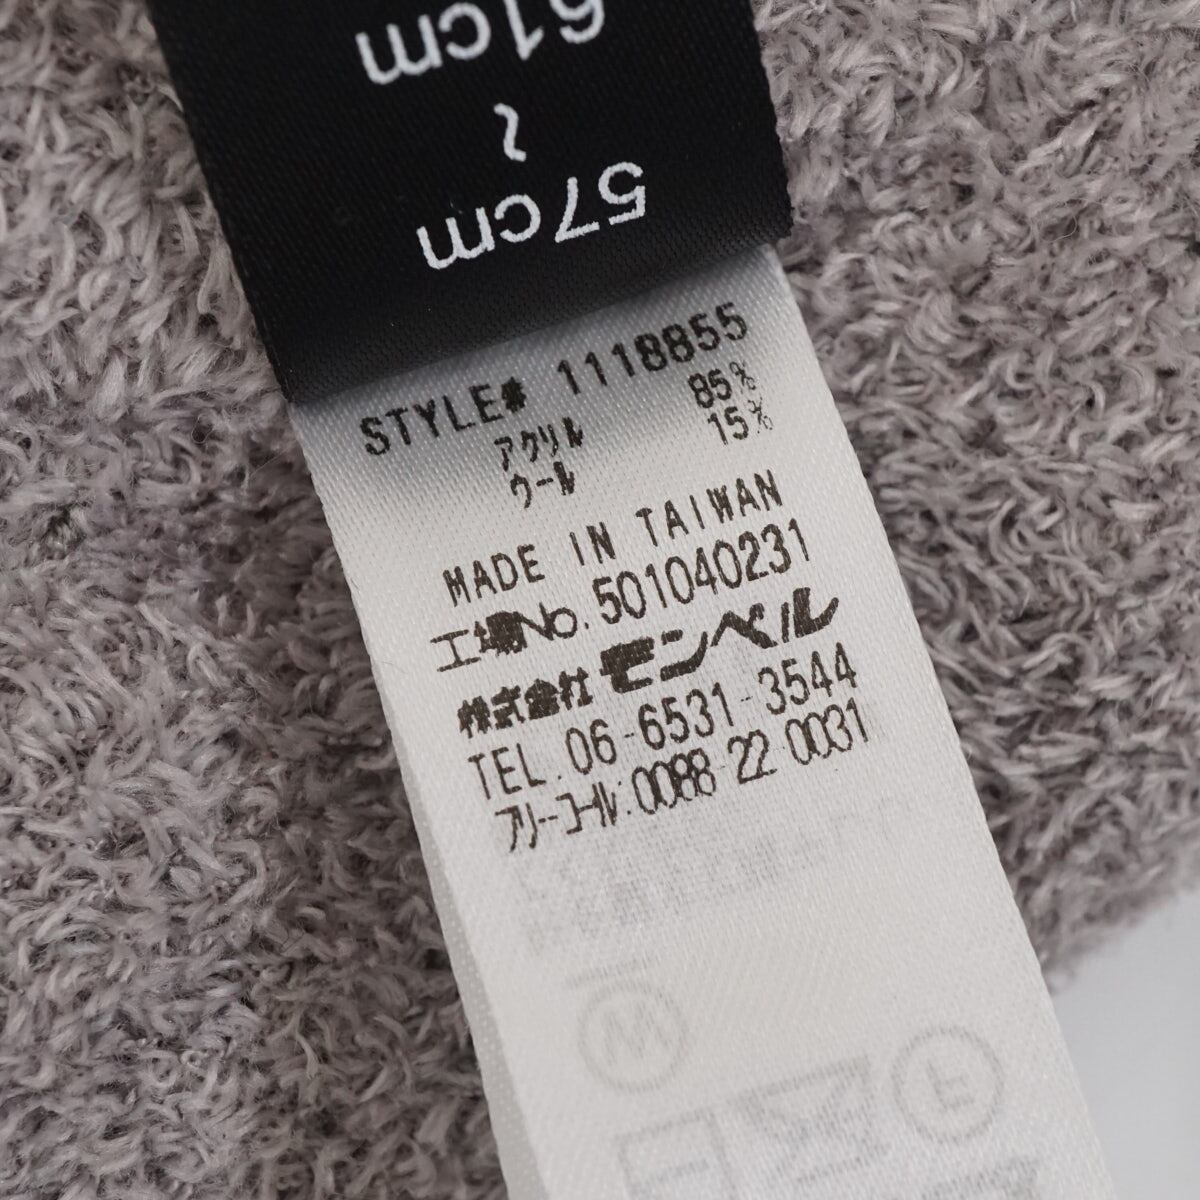 57cm
~
61cm
STYLE# 1118855
アクリル 85%
ウール 15%
MADE IN TAIWAN
工場No. 501040231
株式会社 モンベル
TEL. 06-6531-3544
フリーコール:0088-22-0031